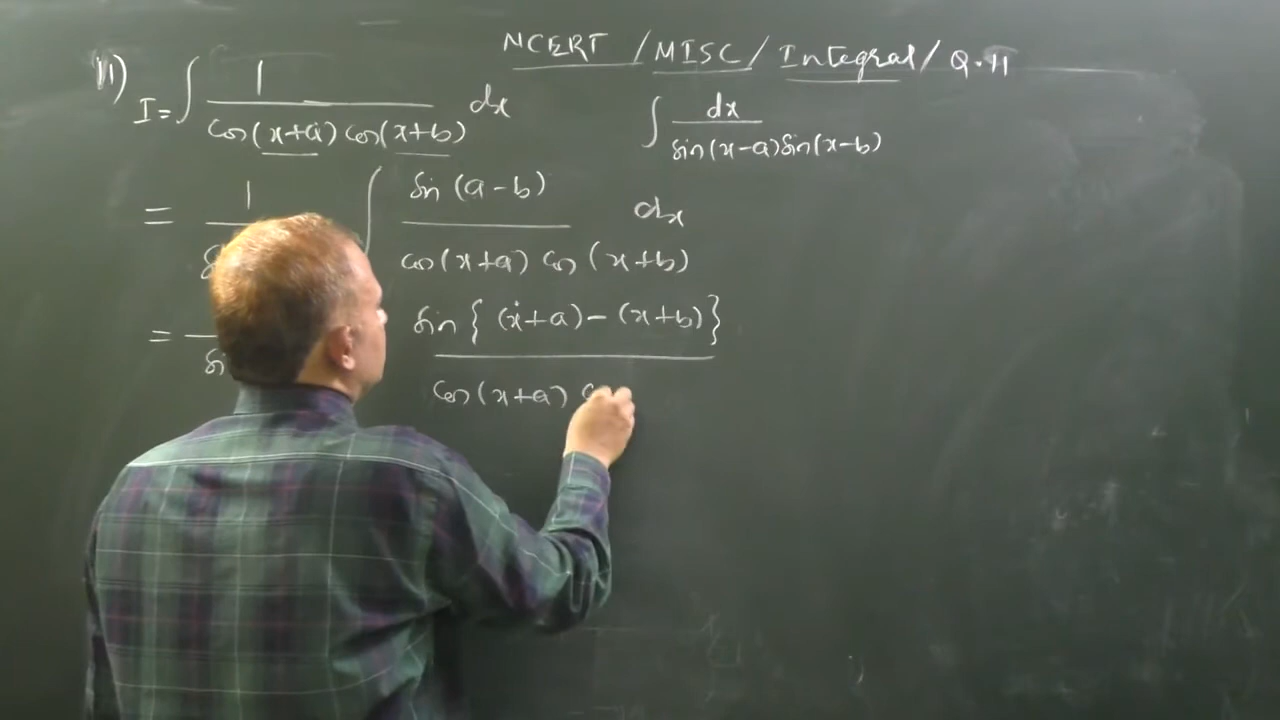 NCERT / MISC / Integral / Q.11
11) I = ∫ 1 / cos(x+a) cos(x+b) dx
∫ dx / sin(x-a) sin(x-b)
= 1 / ∫ sin(a-b) / cos(x+a) cos(x+b) dx
= sin{(x+a)-(x+b)} / cos(x+a)